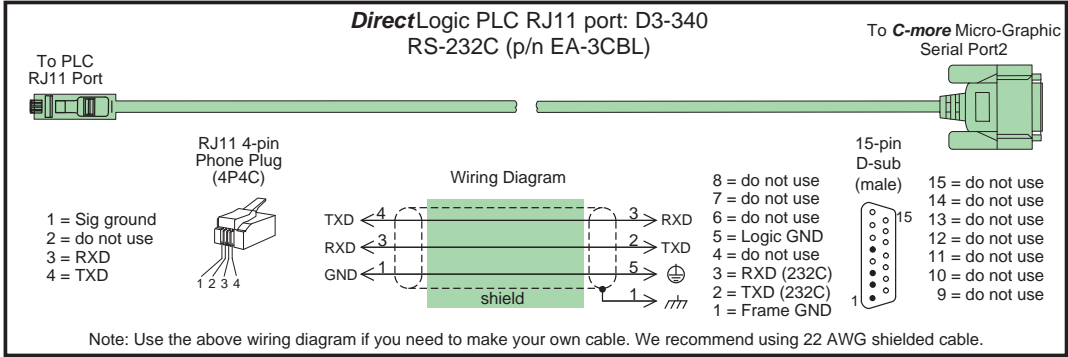 DirectLogic PLC RJ11 port: D3-340
RS-232C (p/n EA-3CBL)
To PLC
RJ11 Port
To C-more Micro-Graphic
Serial Port2
RJ11 4-pin
Phone Plug
(4P4C)
1 = Sig ground
2 = do not use
3 = RXD
4 = TXD
1 2 3 4
Wiring Diagram
TXD 4 3 RXD
RXD 3 2 TXD
GND 1 5
1
shield
8 = do not use
7 = do not use
6 = do not use
5 = Logic GND
4 = do not use
3 = RXD (232C)
2 = TXD (232C)
1 = Frame GND
15-pin
D-sub
(male)
15
1
15 = do not use
14 = do not use
13 = do not use
12 = do not use
11 = do not use
10 = do not use
9 = do not use
Note: Use the above wiring diagram if you need to make your own cable. We recommend using 22 AWG shielded cable.